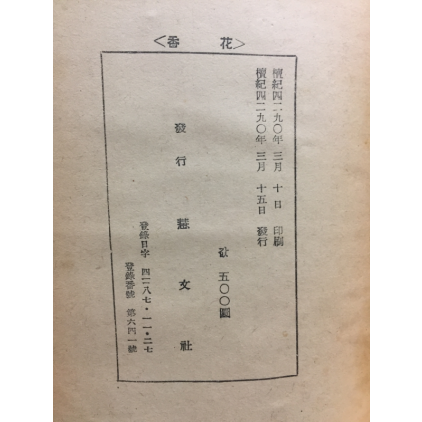 <花香>
檀紀四二九〇年 三月 十日 印刷
檀紀四二九〇年 三月 十五日 發行
값 五〇〇圜
發行 文社
登錄日字 四二八七・一一・二七
登錄番號 第六四一號